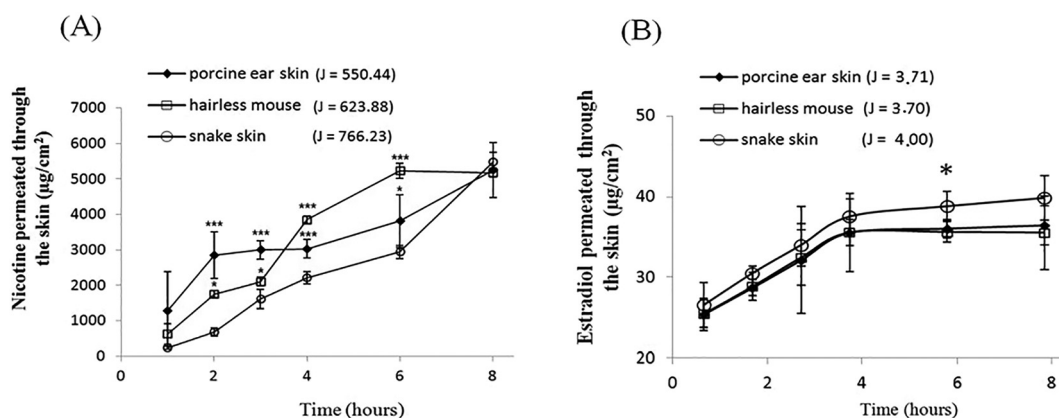 (A)
porcine ear skin (J = 550.44)
hairless mouse (J = 623.88)
snake skin (J = 766.23)
Nicotine permeated through
the skin (µg/cm²)
7000
6000
5000
4000
3000
2000
1000
0
***
***
*
***
*
***
***
*
0 2 4 6 8
Time (hours)
(B)
porcine ear skin (J = 3.71)
hairless mouse (J = 3.70)
snake skin (J = 4.00)
Estradiol permeated through
the skin (µg/cm²)
50
40
30
20
*
0 2 4 6 8
Time (hours)